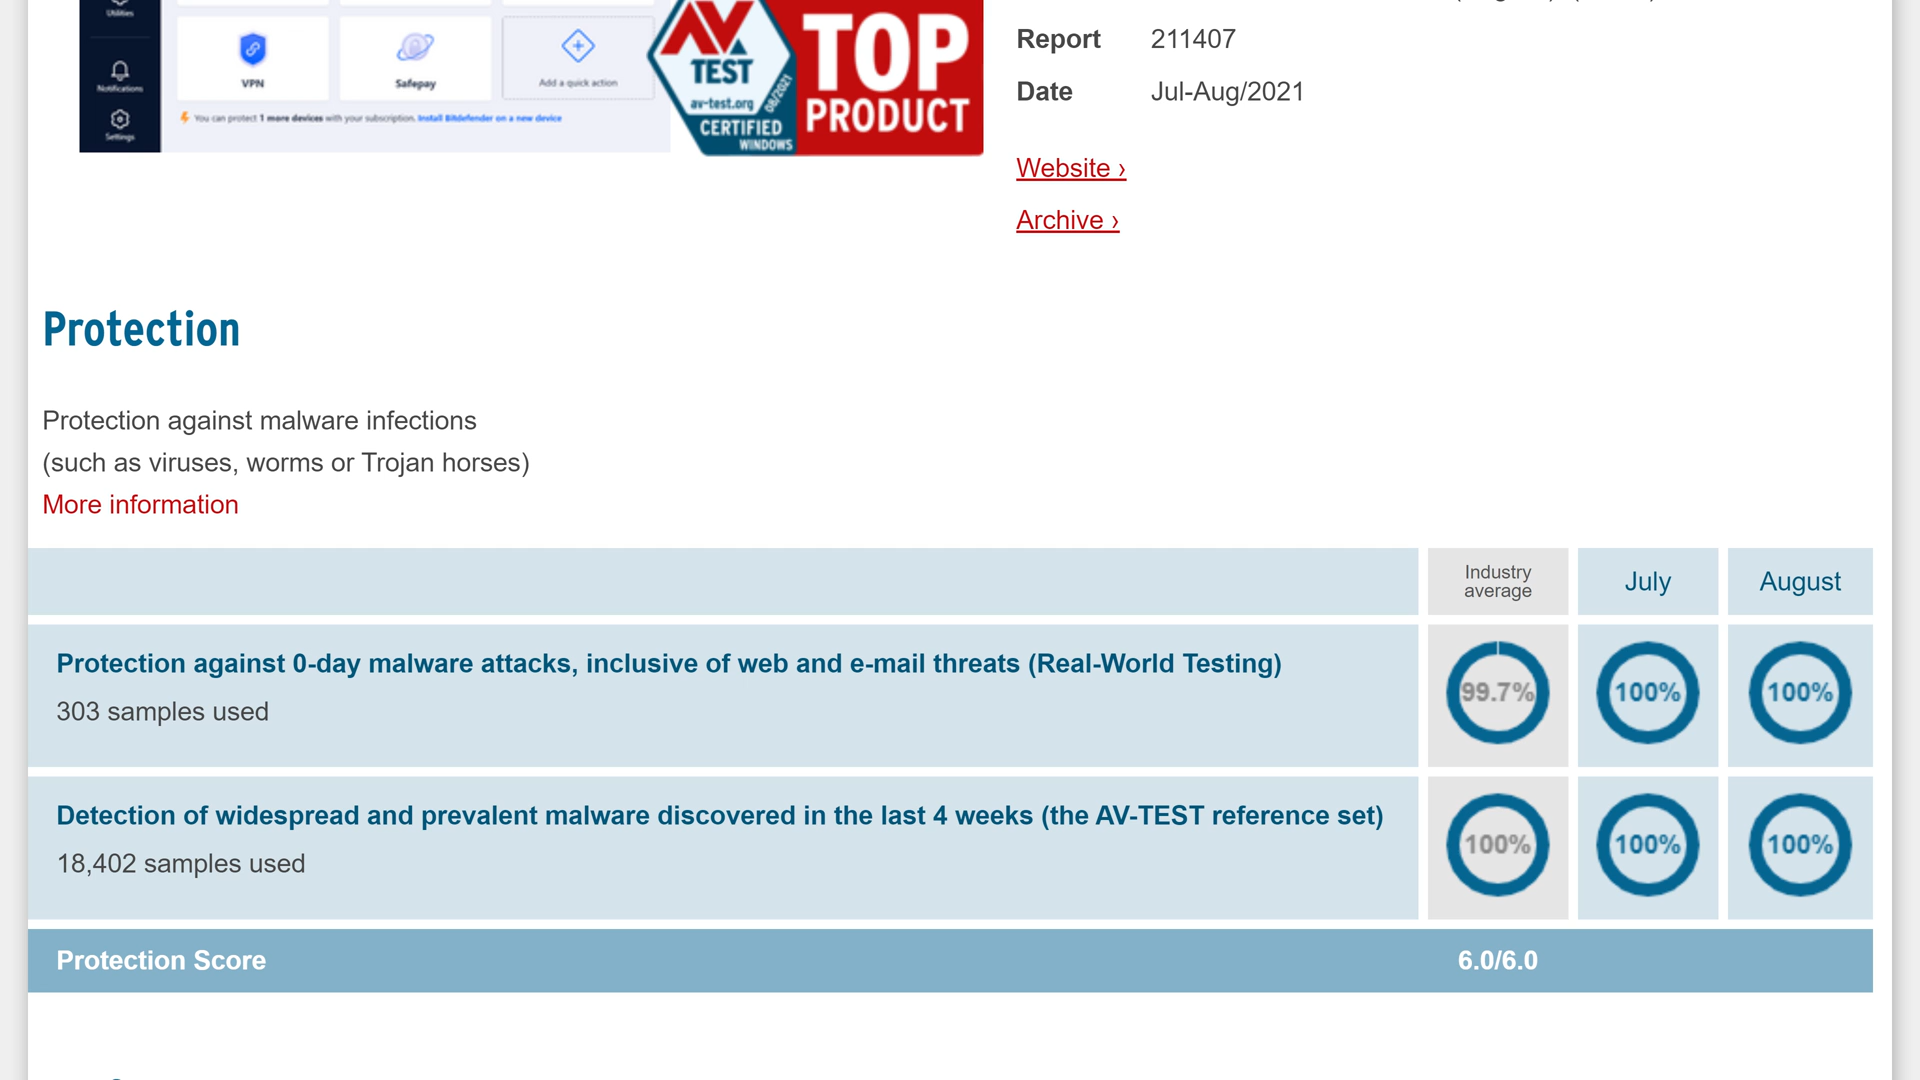 Utilities
Notifications
Settings
VPN
Safepay
Add a quick action
You can protect 1 more devices with your subscription. Install Bitdefender on a new device
AV
TEST
av-test.org
08/2021
CERTIFIED
WINDOWS
TOP
PRODUCT
Report 211407
Date Jul-Aug/2021
Website ›
Archive ›
Protection
Protection against malware infections
(such as viruses, worms or Trojan horses)
More information
Industry
average
July
August
Protection against 0-day malware attacks, inclusive of web and e-mail threats (Real-World Testing)
303 samples used
99.7% 100% 100%
Detection of widespread and prevalent malware discovered in the last 4 weeks (the AV-TEST reference set)
18,402 samples used
100% 100% 100%
Protection Score 6.0/6.0